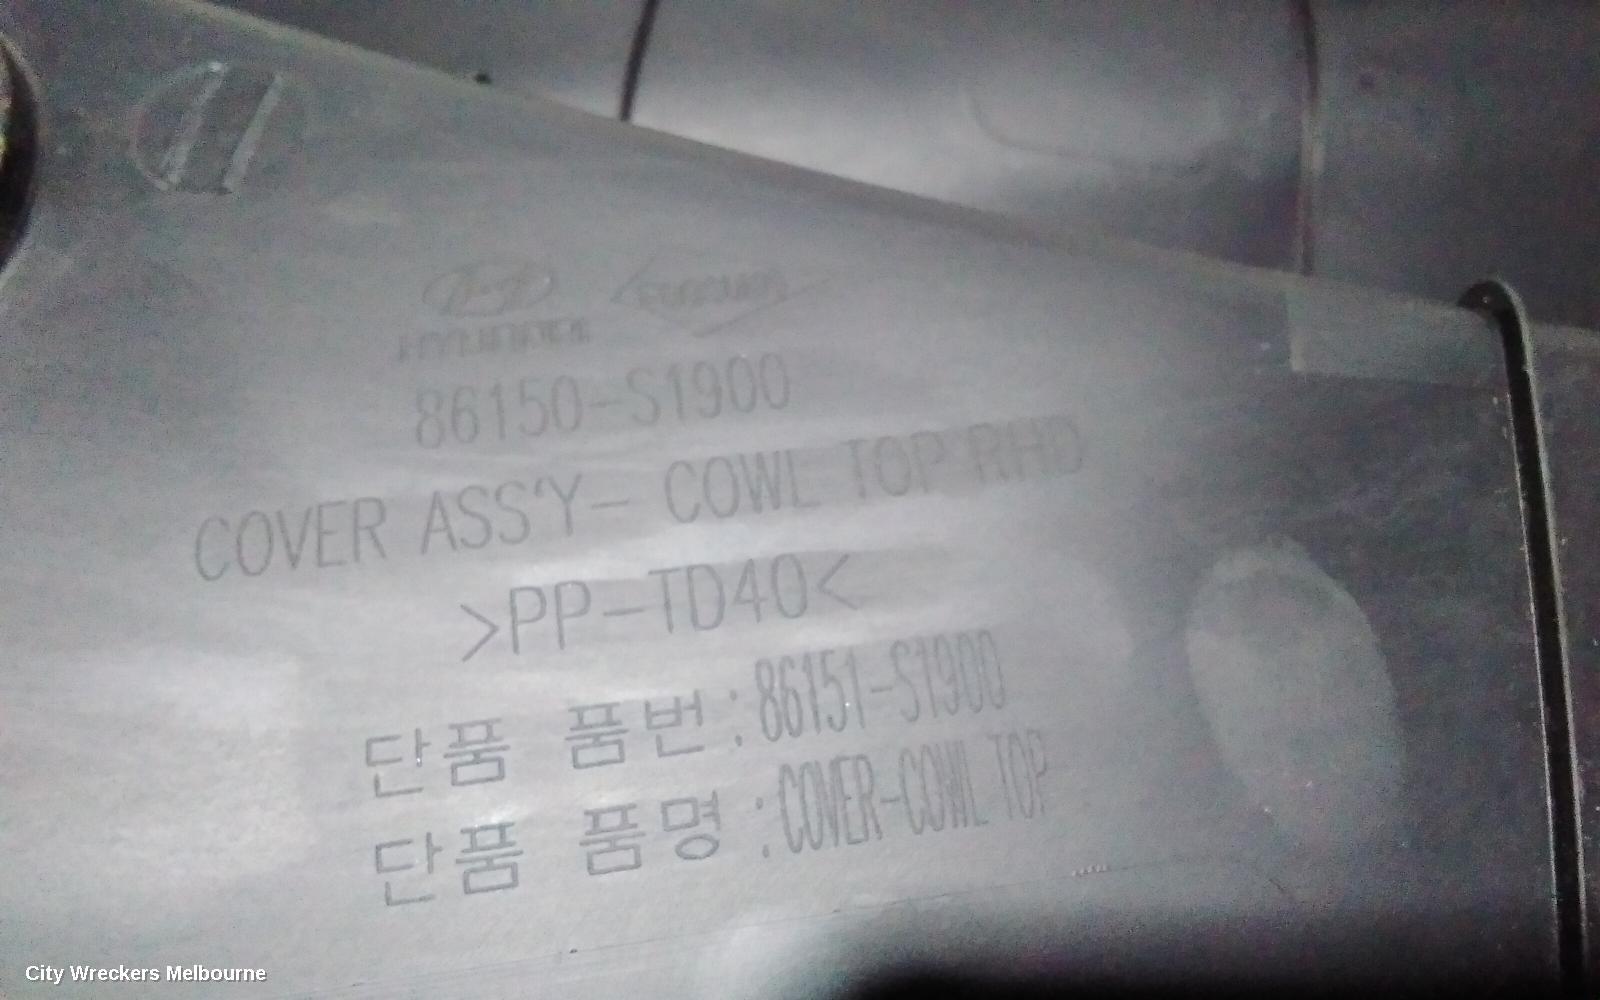 HYUNDAI
86150-S1900
COVER ASS'Y- COWL TOP RHD
>PP-TD40<
단품 품번 : 86151-S1900
단품 품명 : COVER-COWL TOP
City Wreckers Melbourne